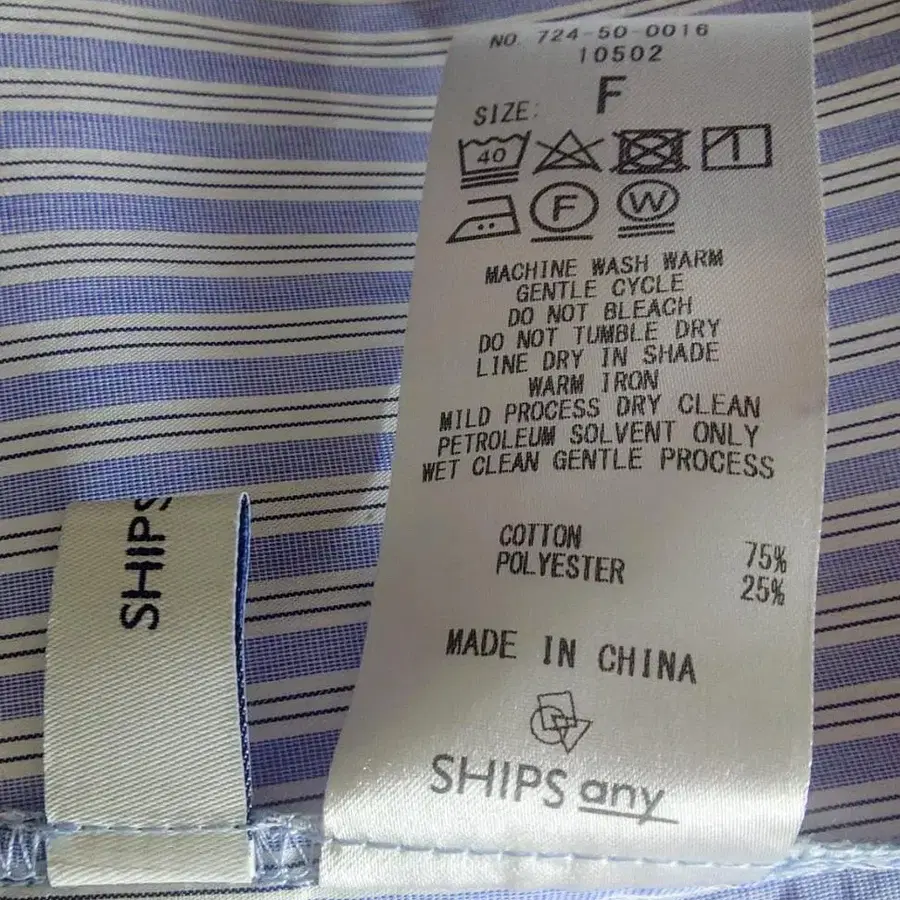 NO. 724-50-0016
10502
SIZE: F
40
F W
MACHINE WASH WARM
GENTLE CYCLE
DO NOT BLEACH
DO NOT TUMBLE DRY
LINE DRY IN SHADE
WARM IRON
MILD PROCESS DRY CLEAN
PETROLEUM SOLVENT ONLY
WET CLEAN GENTLE PROCESS
COTTON 75%
POLYESTER 25%
MADE IN CHINA
SHIPS any
SHIPS